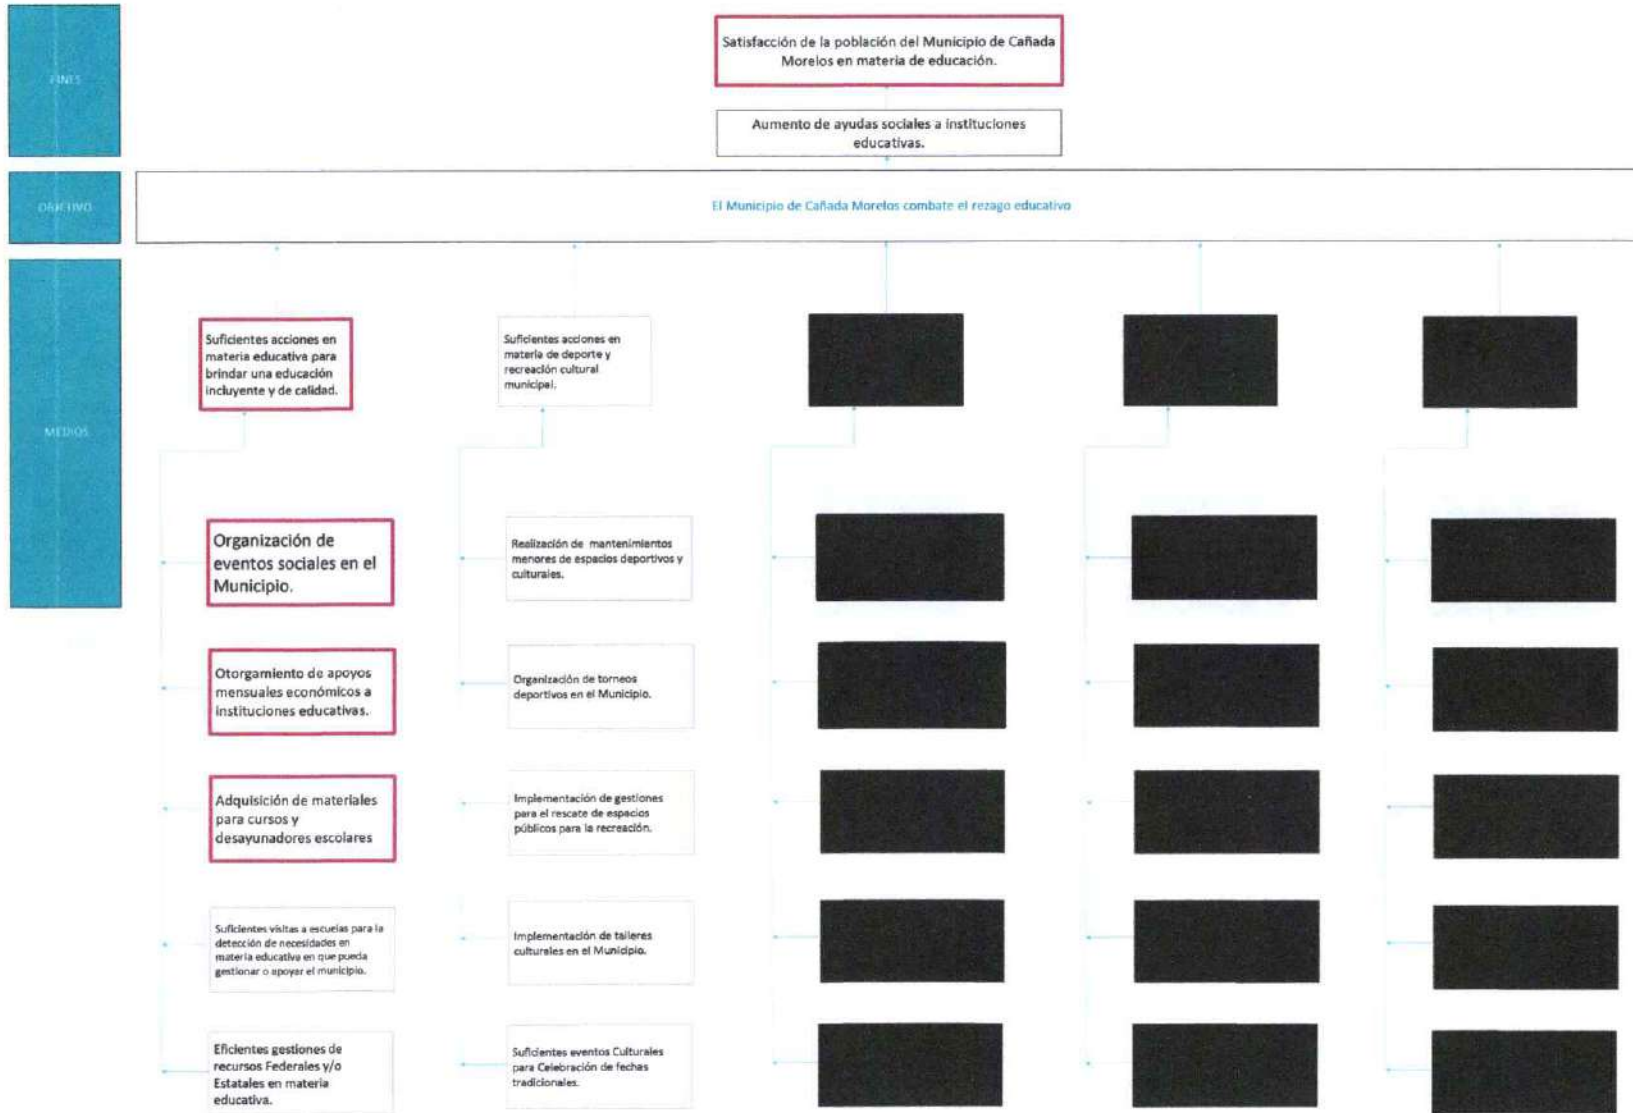 FINES
Satisfacción de la población del Municipio de Cañada
Morelos en materia de educación.
Aumento de ayudas sociales a instituciones
educativas.
OBJETIVO
El Municipio de Cañada Morelos combate el rezago educativo
MEDIOS
Suficientes acciones en
materia educativa para
brindar una educación
incluyente y de calidad.
Suficientes acciones en
materia de deporte y
recreación cultural
municipal.
Organización de
eventos sociales en el
Municipio.
Realización de mantenimientos
menores de espacios deportivos y
culturales.
Otorgamiento de apoyos
mensuales económicos a
instituciones educativas.
Organización de torneos
deportivos en el Municipio.
Adquisición de materiales
para cursos y
desayunadores escolares
Implementación de gestiones
para el rescate de espacios
públicos para la recreación.
Suficientes visitas a escuelas para la
detección de necesidades en
materia educativa en que pueda
gestionar o apoyar el municipio.
Implementación de talleres
culturales en el Municipio.
Eficientes gestiones de
recursos Federales y/o
Estatales en materia
educativa.
Suficientes eventos Culturales
para Celebración de fechas
tradicionales.